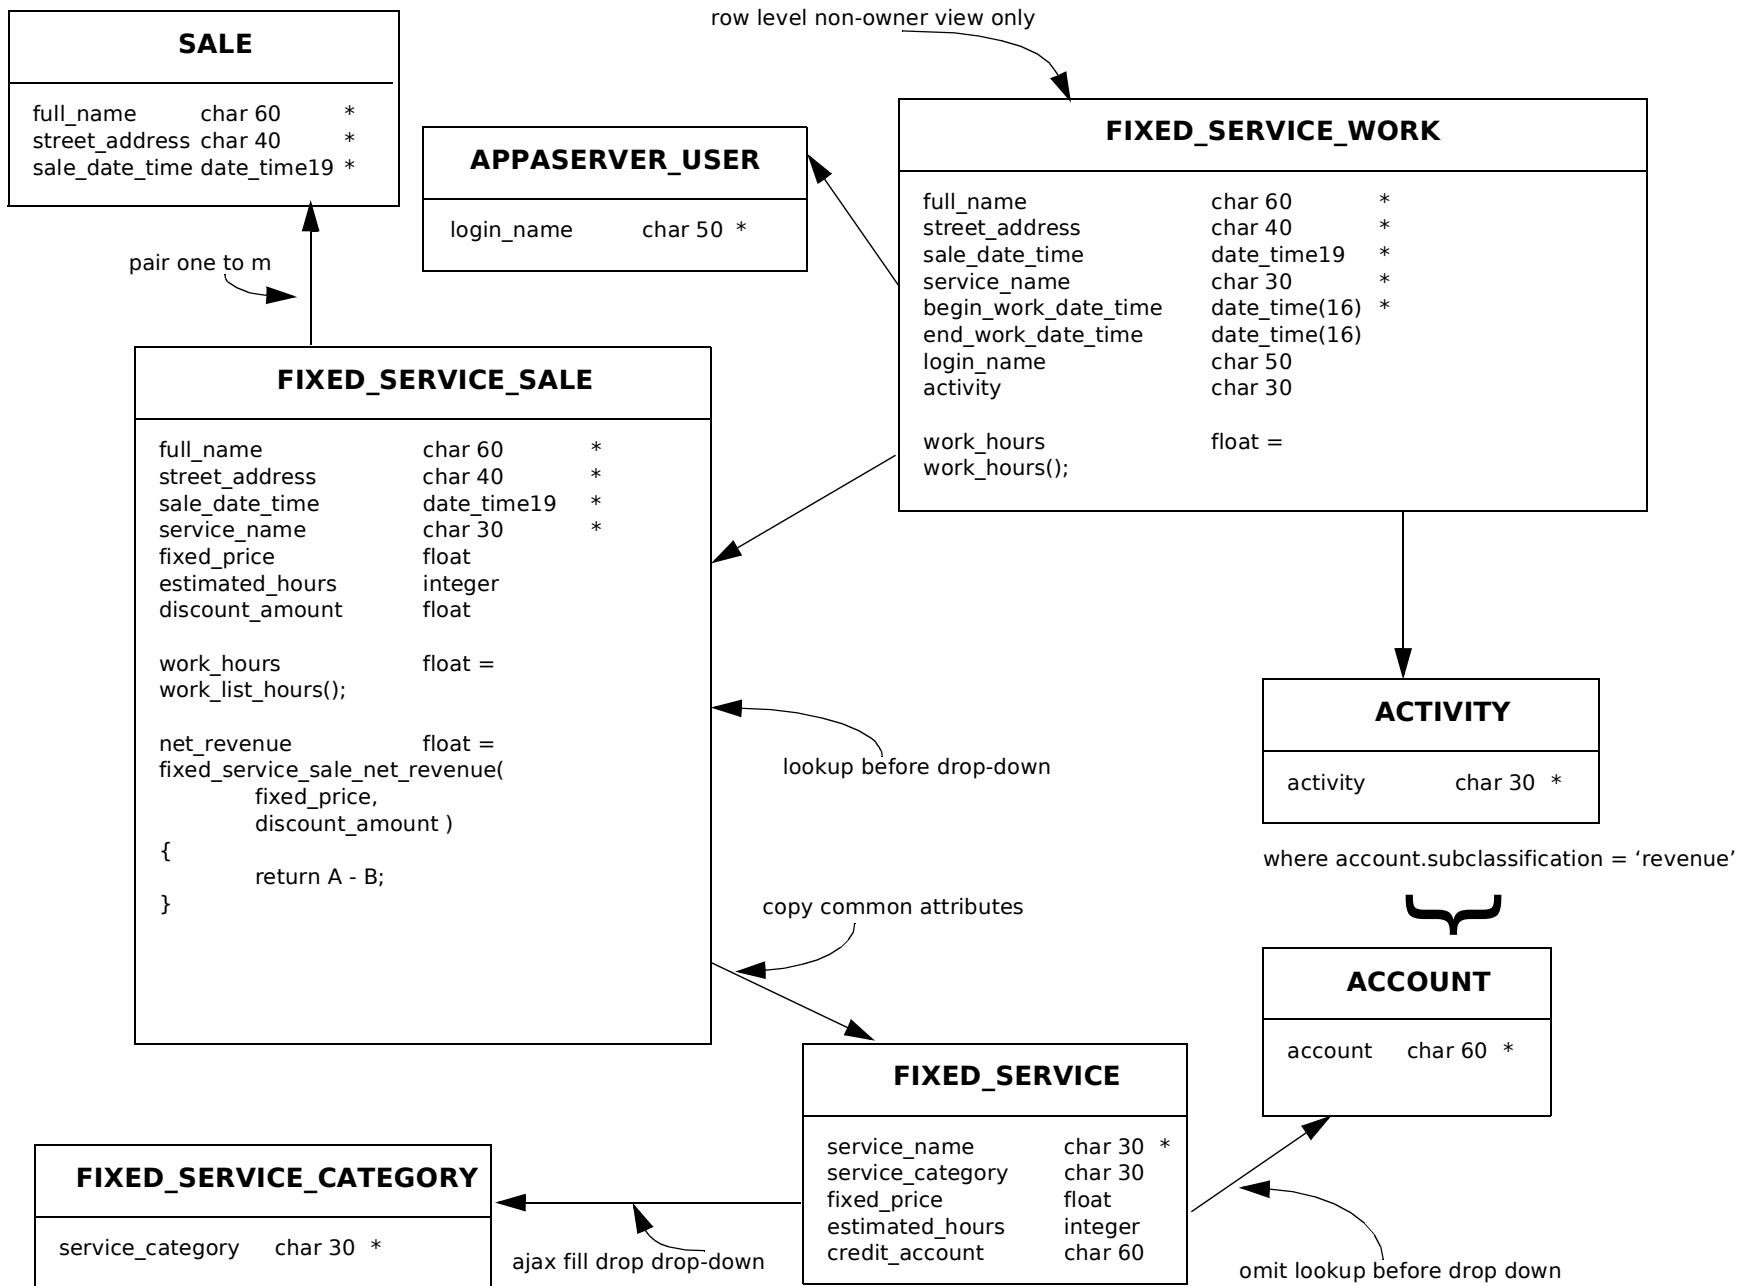 row level non-owner view only
SALE
full_name char 60 *
street_address char 40 *
sale_date_time date_time19 *
APPASERVER_USER
login_name char 50 *
FIXED_SERVICE_WORK
full_name char 60 *
street_address char 40 *
sale_date_time date_time19 *
service_name char 30 *
begin_work_date_time date_time(16) *
end_work_date_time date_time(16)
login_name char 50
activity char 30
work_hours float =
work_hours();
pair one to m
FIXED_SERVICE_SALE
full_name char 60 *
street_address char 40 *
sale_date_time date_time19 *
service_name char 30 *
fixed_price float
estimated_hours integer
discount_amount float
work_hours float =
work_list_hours();
net_revenue float =
fixed_service_sale_net_revenue(
fixed_price,
discount_amount )
{
return A - B;
}
lookup before drop-down
ACTIVITY
activity char 30 *
where account.subclassification = ‘revenue’
}
copy common attributes
ACCOUNT
account char 60 *
FIXED_SERVICE
service_name char 30 *
service_category char 30
fixed_price float
estimated_hours integer
credit_account char 60
FIXED_SERVICE_CATEGORY
service_category char 30 *
ajax fill drop drop-down
omit lookup before drop down